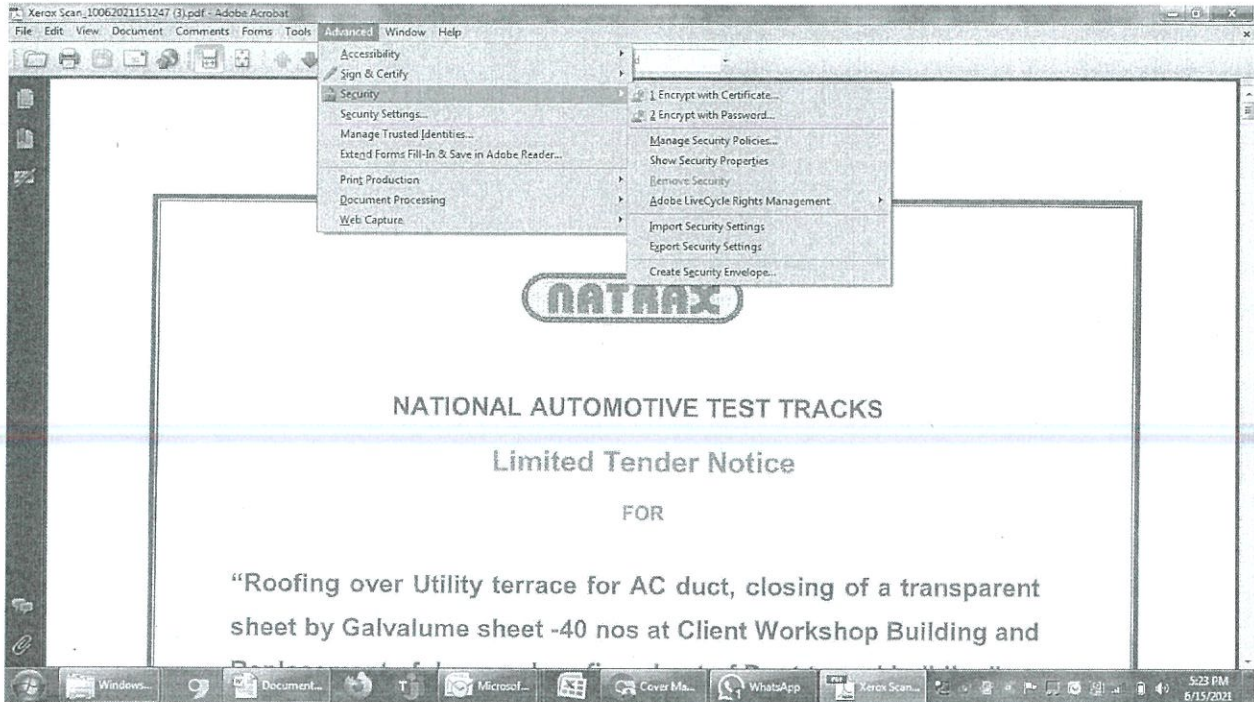 Xerox Scan_10062021151247 (3).pdf - Adobe Acrobat
File Edit View Document Comments Forms Tools Advanced Window Help
Accessibility
Sign & Certify
Security
Security Settings...
Manage Trusted Identities...
Extend Forms Fill-In & Save in Adobe Reader...
Print Production
Document Processing
Web Capture
1 Encrypt with Certificate...
2 Encrypt with Password...
Manage Security Policies...
Show Security Properties
Remove Security
Adobe LiveCycle Rights Management
Import Security Settings
Export Security Settings
Create Security Envelope...
NATRAX
NATIONAL AUTOMOTIVE TEST TRACKS
Limited Tender Notice
FOR
“Roofing over Utility terrace for AC duct, closing of a transparent
sheet by Galvalume sheet -40 nos at Client Workshop Building and
Windows... Document... Microsof... Cover Ma... WhatsApp Xerox Scan...
5:23 PM
6/15/2021